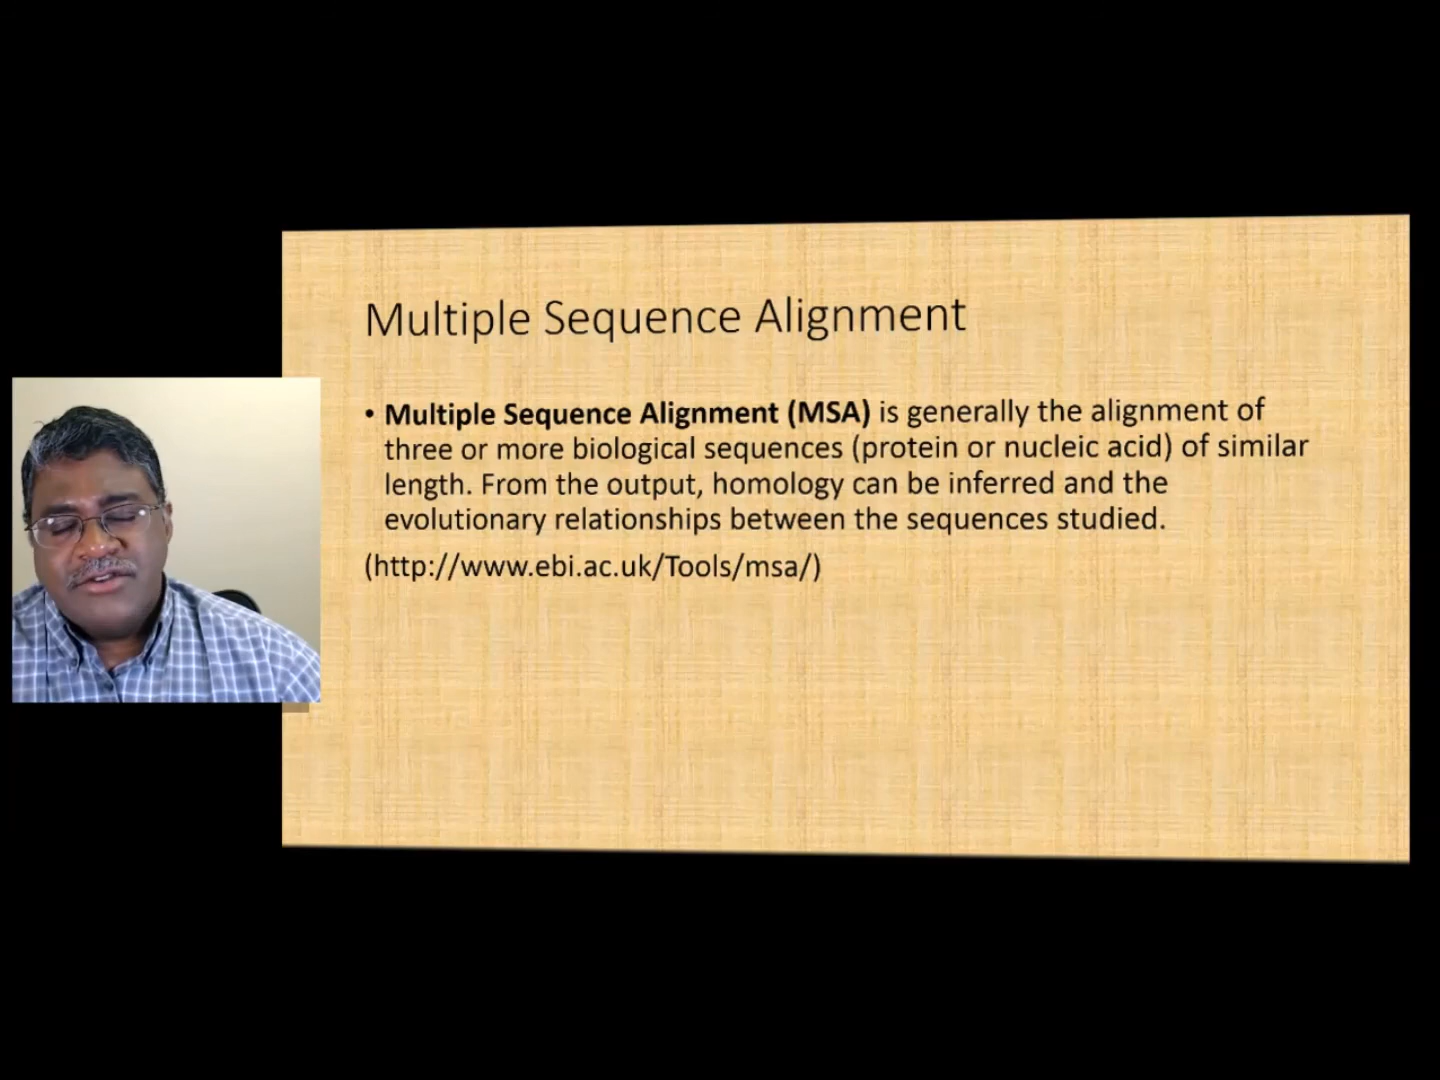 Multiple Sequence Alignment
• Multiple Sequence Alignment (MSA) is generally the alignment of
three or more biological sequences (protein or nucleic acid) of similar
length. From the output, homology can be inferred and the
evolutionary relationships between the sequences studied.
(http://www.ebi.ac.uk/Tools/msa/)